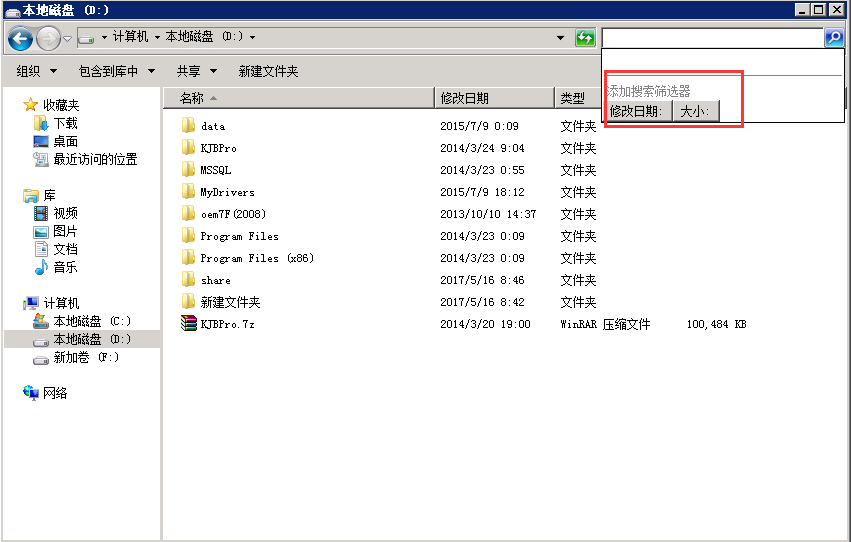 本地磁盘 (D:)
计算机 本地磁盘 (D:)
组织 包含到库中 共享 新建文件夹
添加搜索筛选器
修改日期: 大小:
收藏夹
下载
桌面
最近访问的位置
库
视频
图片
文档
音乐
计算机
本地磁盘 (C:)
本地磁盘 (D:)
新加卷 (F:)
网络
名称 修改日期 类型
data 2015/7/9 0:09 文件夹
KJBPro 2014/3/24 9:04 文件夹
MSSQL 2014/3/23 0:55 文件夹
MyDrivers 2015/7/9 18:12 文件夹
oem7F(2008) 2013/10/10 14:37 文件夹
Program Files 2014/3/23 0:09 文件夹
Program Files (x86) 2014/3/23 0:09 文件夹
share 2017/5/16 8:46 文件夹
新建文件夹 2017/5/16 8:42 文件夹
KJBPro.7z 2014/3/20 19:00 WinRAR 压缩文件 100,484 KB